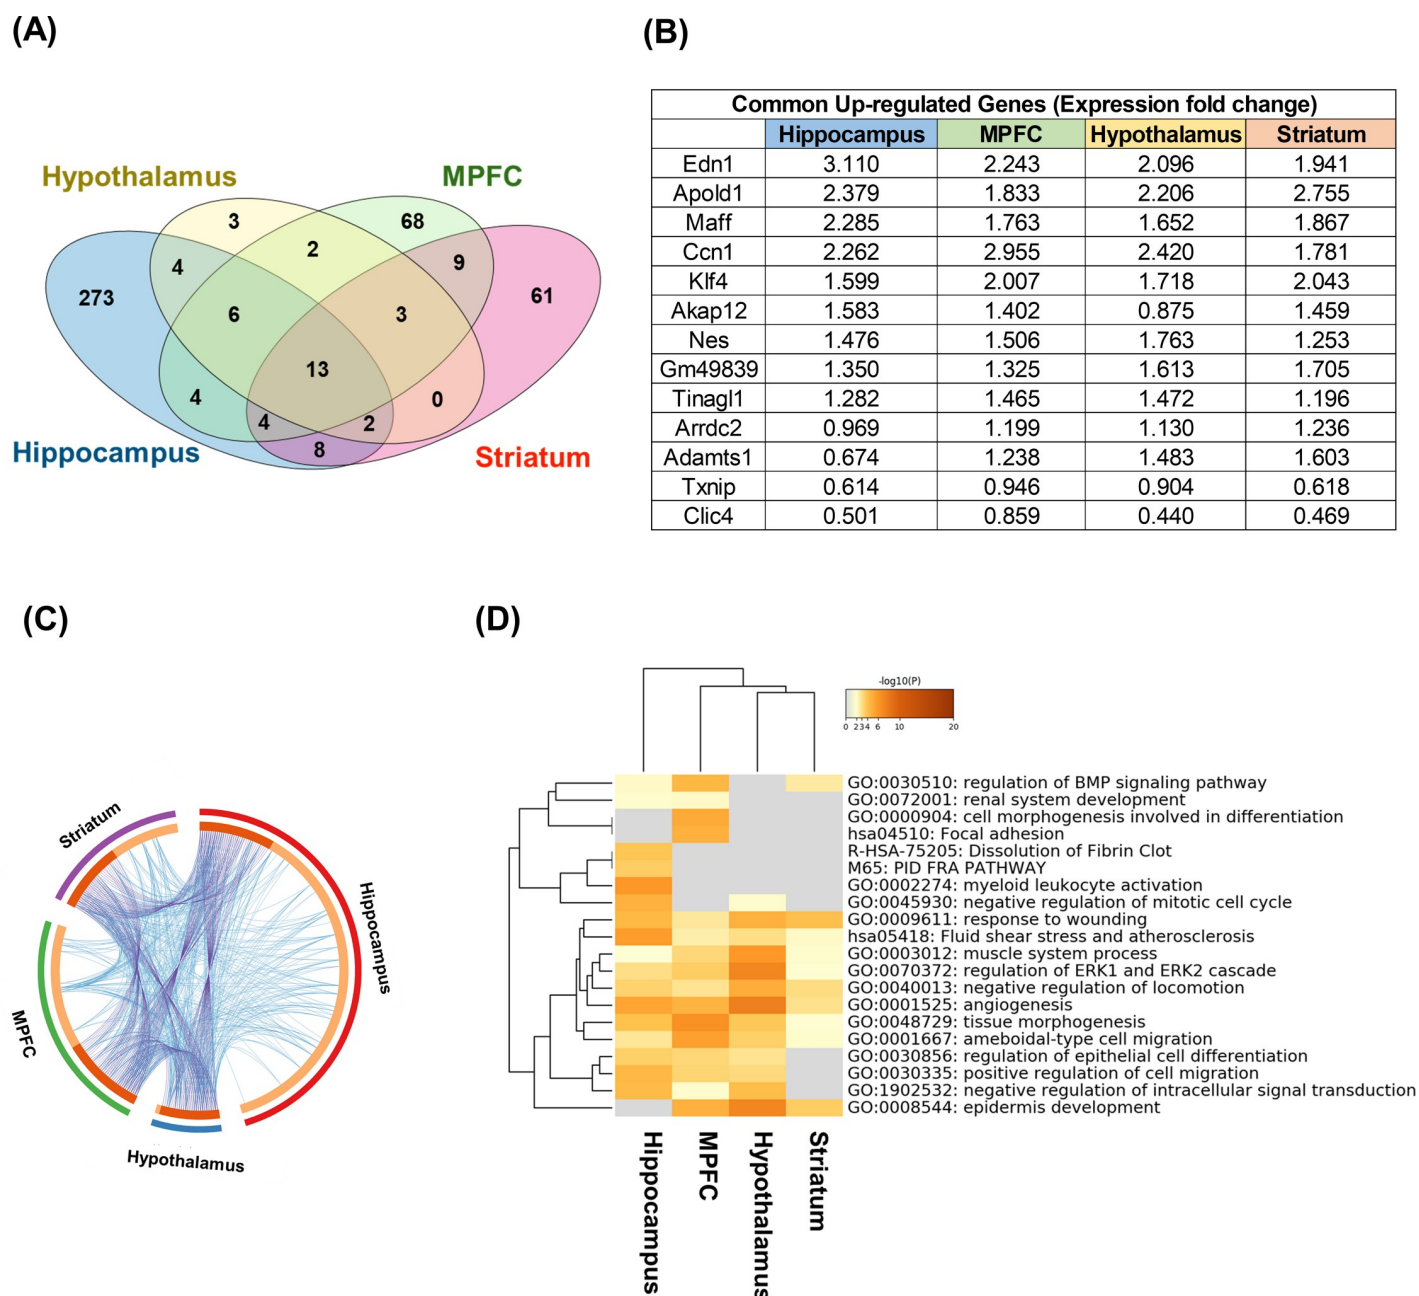 (A)
(B)
Hypothalamus
MPFC
3
68
2
4
9
273
61
6
3
13
4
0
4
2
8
Hippocampus
Striatum
Common Up-regulated Genes (Expression fold change)
Hippocampus MPFC Hypothalamus Striatum
Edn1 3.110 2.243 2.096 1.941
Apold1 2.379 1.833 2.206 2.755
Maff 2.285 1.763 1.652 1.867
Ccn1 2.262 2.955 2.420 1.781
Klf4 1.599 2.007 1.718 2.043
Akap12 1.583 1.402 0.875 1.459
Nes 1.476 1.506 1.763 1.253
Gm49839 1.350 1.325 1.613 1.705
Tinagl1 1.282 1.465 1.472 1.196
Arrdc2 0.969 1.199 1.130 1.236
Adamts1 0.674 1.238 1.483 1.603
Txnip 0.614 0.946 0.904 0.618
Clic4 0.501 0.859 0.440 0.469
(C)
Striatum
Hippocampus
MPFC
Hypothalamus
(D)
-log10(P)
0 2 3 4 6 10 20
GO:0030510: regulation of BMP signaling pathway
GO:0072001: renal system development
GO:0000904: cell morphogenesis involved in differentiation
hsa04510: Focal adhesion
R-HSA-75205: Dissolution of Fibrin Clot
M65: PID FRA PATHWAY
GO:0002274: myeloid leukocyte activation
GO:0045930: negative regulation of mitotic cell cycle
GO:0009611: response to wounding
hsa05418: Fluid shear stress and atherosclerosis
GO:0003012: muscle system process
GO:0070372: regulation of ERK1 and ERK2 cascade
GO:0040013: negative regulation of locomotion
GO:0001525: angiogenesis
GO:0048729: tissue morphogenesis
GO:0001667: ameboidal-type cell migration
GO:0030856: regulation of epithelial cell differentiation
GO:0030335: positive regulation of cell migration
GO:1902532: negative regulation of intracellular signal transduction
GO:0008544: epidermis development
Hippocampus
MPFC
Hypothalamus
Striatum